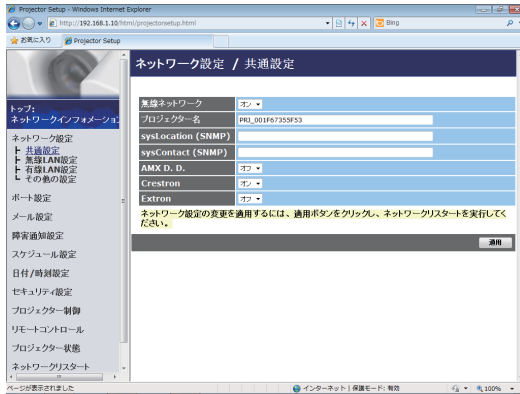 Projector Setup - Windows Internet Explorer
http://192.168.1.10/html/projectorsetup.html
Bing
お気に入り
Projector Setup
トップ:
ネットワークインフォメーション
ネットワーク設定
共通設定
無線LAN設定
有線LAN設定
その他の設定
ポート設定
メール設定
障害通知設定
スケジュール設定
日付/時刻設定
セキュリティ設定
プロジェクター制御
リモートコントロール
プロジェクター状態
ネットワークリスタート
ネットワーク設定 / 共通設定
無線ネットワーク オン
プロジェクター名 PRJ_001F67355F53
sysLocation (SNMP)
sysContact (SNMP)
AMX D. D. オフ
Crestron オン
Extron オフ
ネットワーク設定の変更を適用するには、適用ボタンをクリックし、ネットワークリスタートを実行してく
ださい。
適用
ページが表示されました
インターネット | 保護モード: 有効
100%